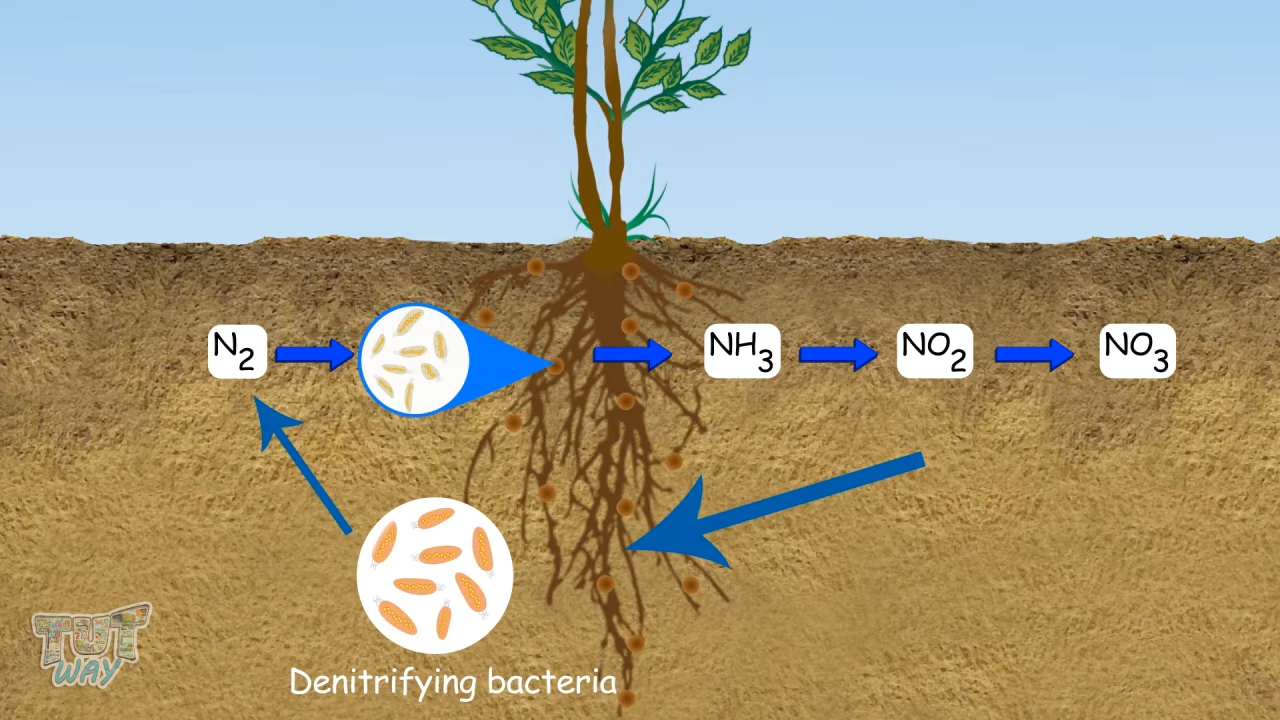 N₂
NH₃
NO₂
NO₃
Denitrifying bacteria
TUT
WAY